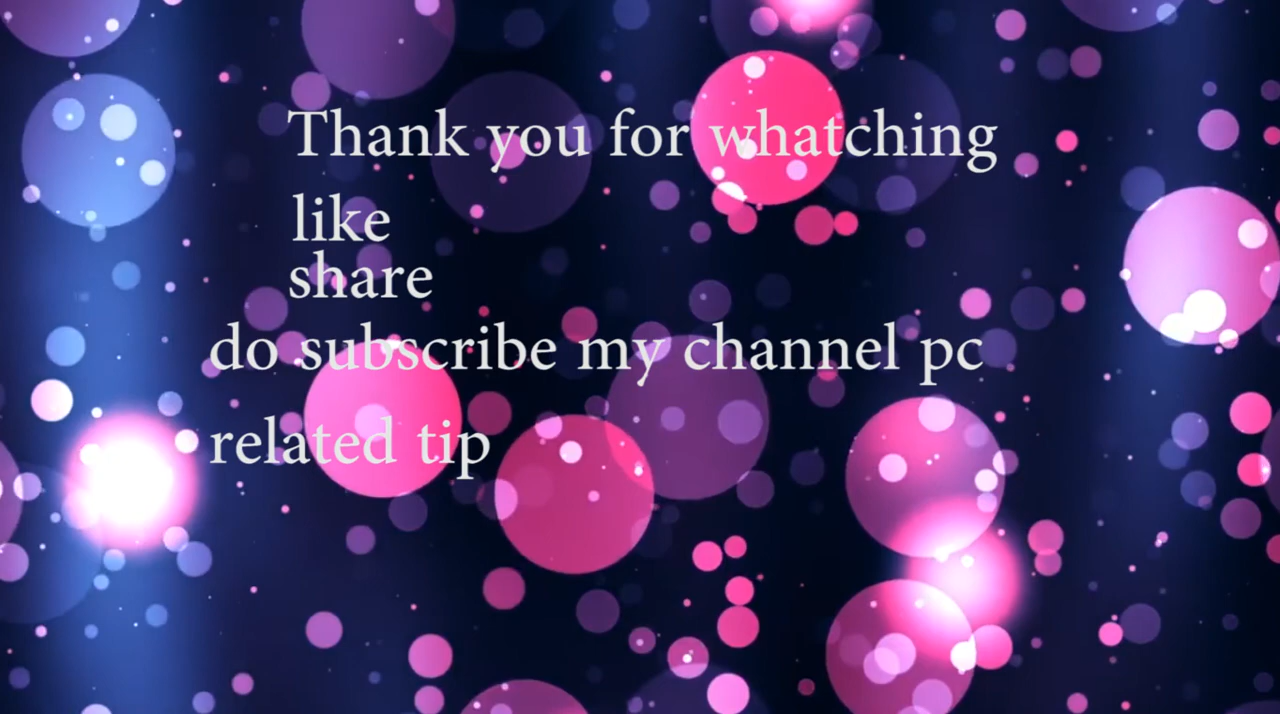 Thank you for whatching
like
share
do subscribe my channel pc
related tip